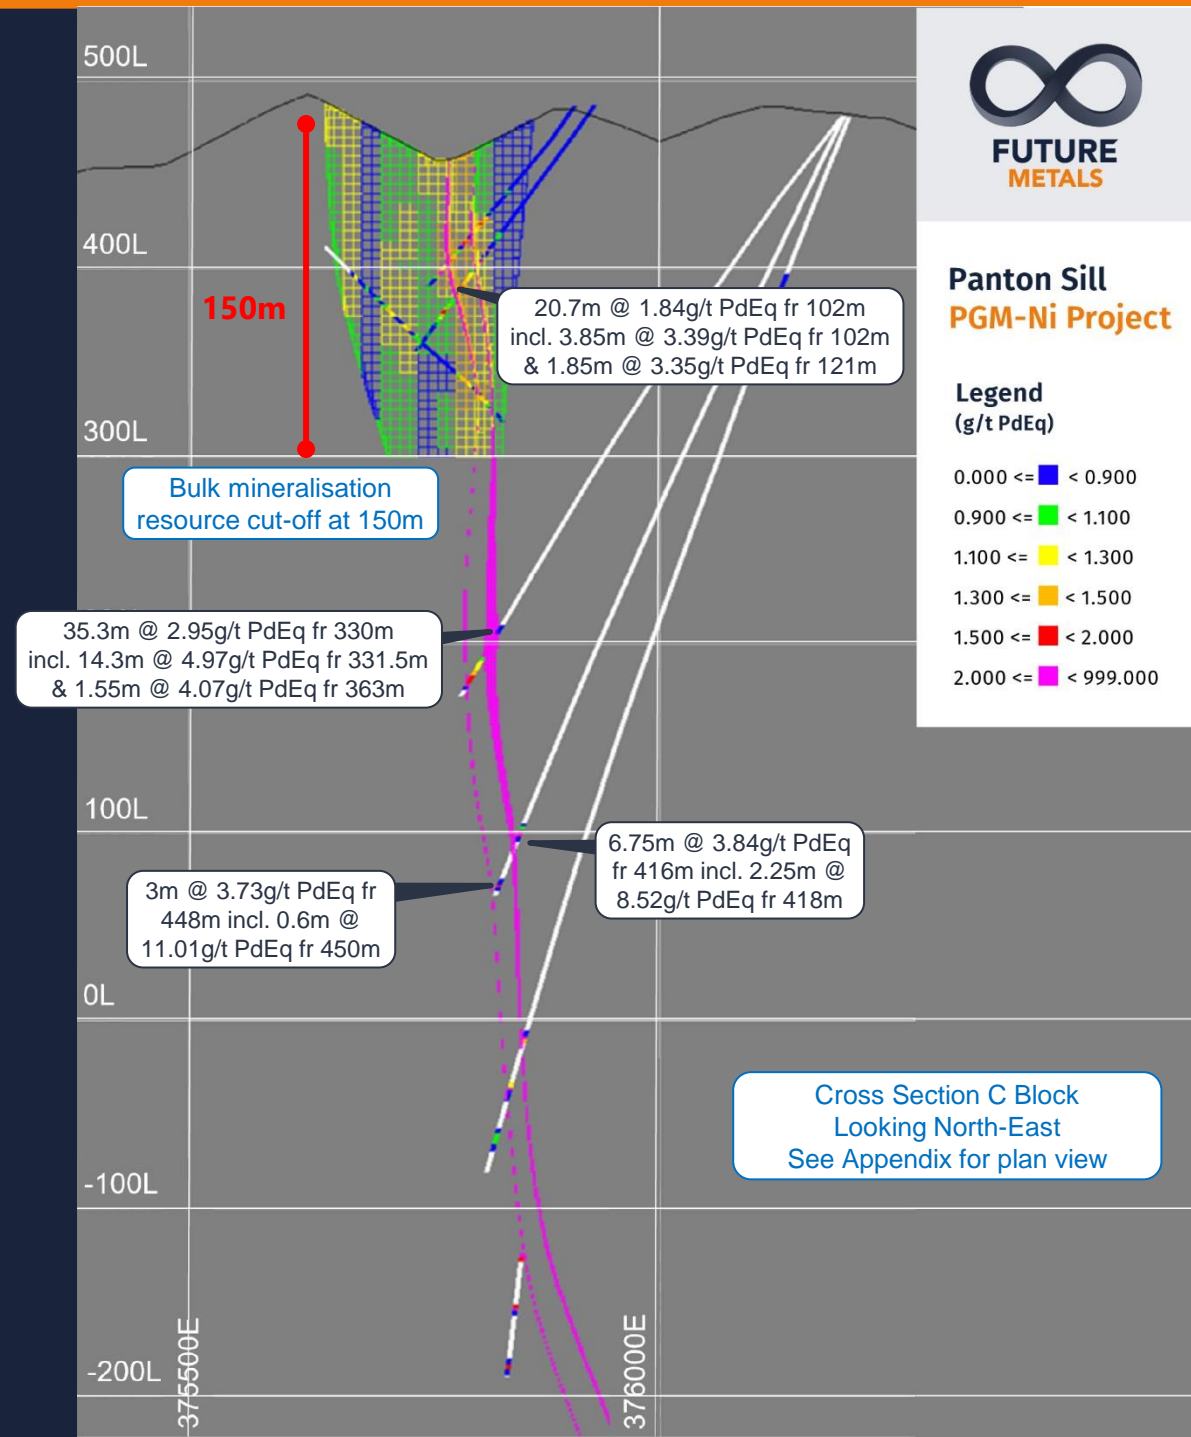 500L
400L
300L
100L
0L
-100L
-200L
375500E
376000E
150m
20.7m @ 1.84g/t PdEq fr 102m
incl. 3.85m @ 3.39g/t PdEq fr 102m
& 1.85m @ 3.35g/t PdEq fr 121m
Bulk mineralisation
resource cut-off at 150m
35.3m @ 2.95g/t PdEq fr 330m
incl. 14.3m @ 4.97g/t PdEq fr 331.5m
& 1.55m @ 4.07g/t PdEq fr 363m
6.75m @ 3.84g/t PdEq
fr 416m incl. 2.25m @
8.52g/t PdEq fr 418m
3m @ 3.73g/t PdEq fr
448m incl. 0.6m @
11.01g/t PdEq fr 450m
Cross Section C Block
Looking North-East
See Appendix for plan view
FUTURE
METALS
Panton Sill
PGM-Ni Project
Legend
(g/t PdEq)
0.000 <= < 0.900
0.900 <= < 1.100
1.100 <= < 1.300
1.300 <= < 1.500
1.500 <= < 2.000
2.000 <= < 999.000